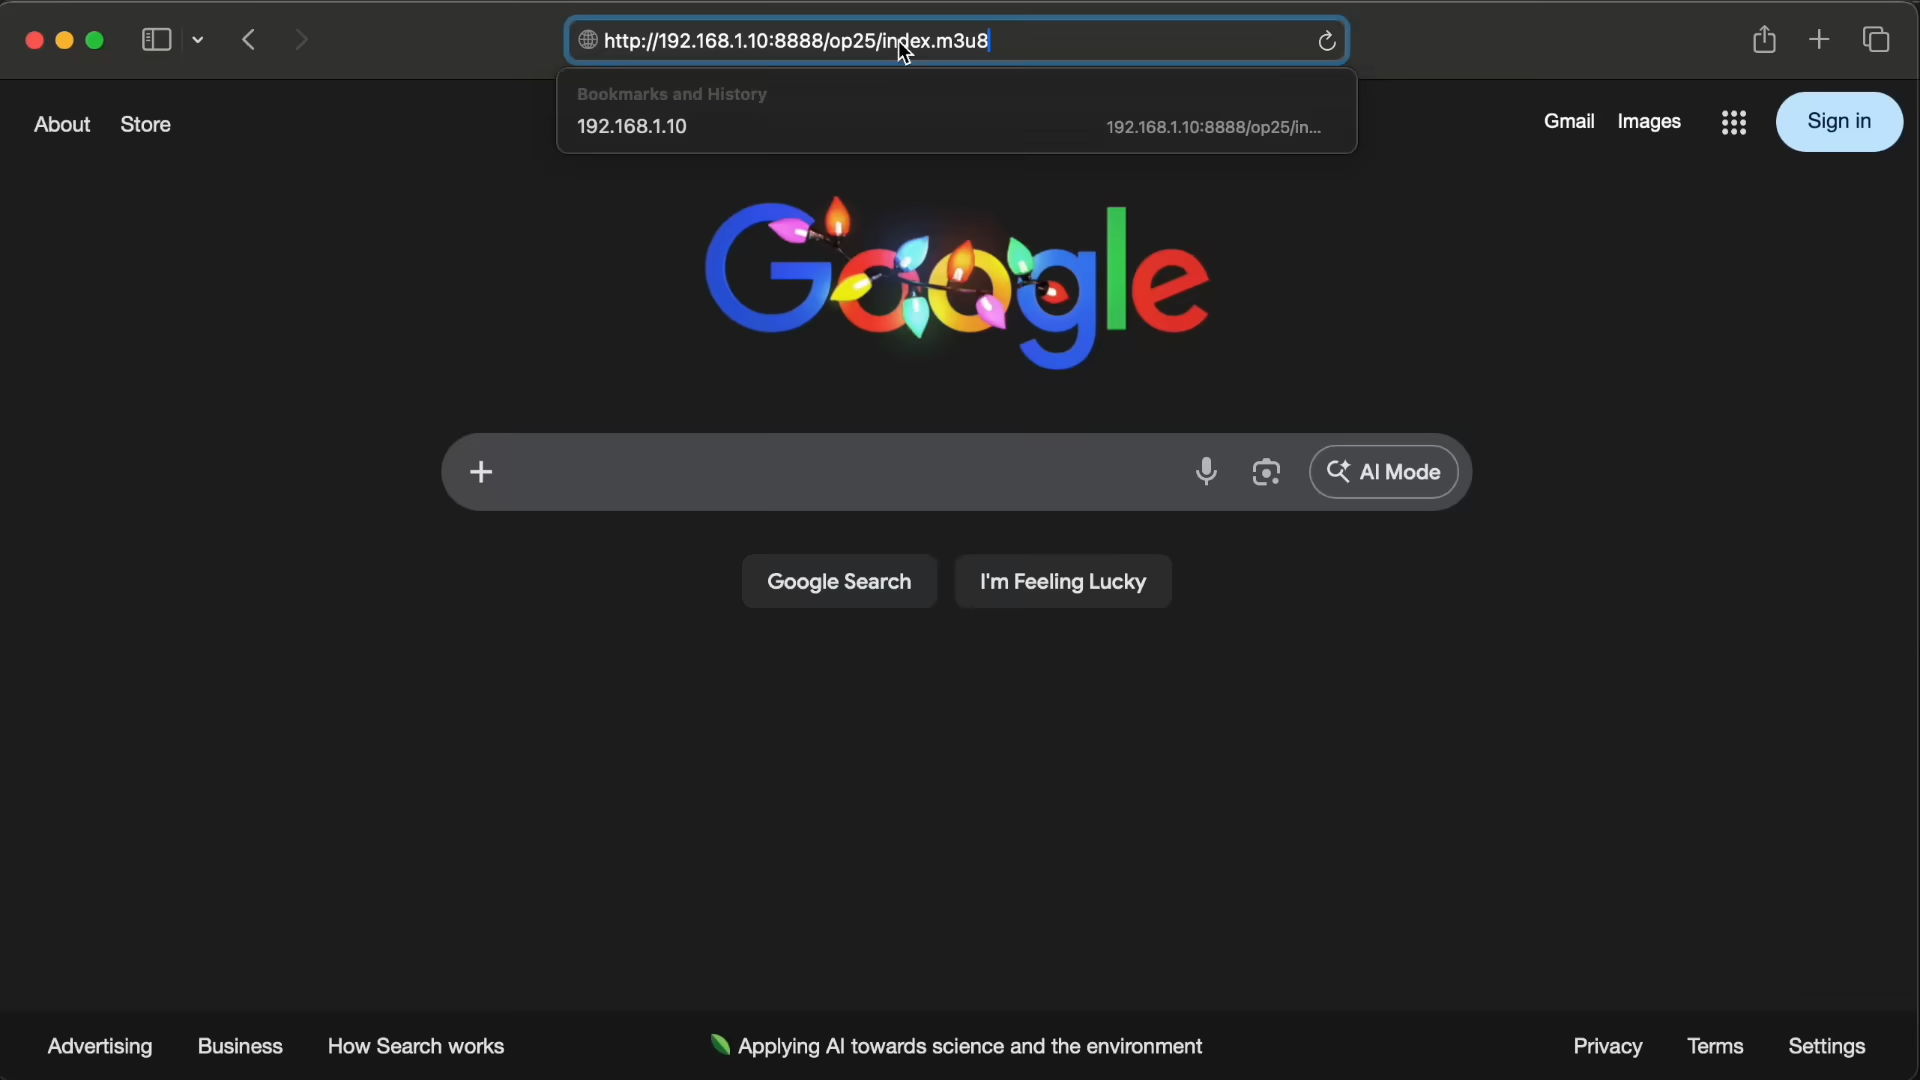 http://192.168.1.10:8888/op25/index.m3u8
Bookmarks and History
192.168.1.10 192.168.1.10:8888/op25/in...
About Store
Gmail Images Sign in
Google
AI Mode
Google Search I'm Feeling Lucky
Advertising Business How Search works Applying AI towards science and the environment Privacy Terms Settings